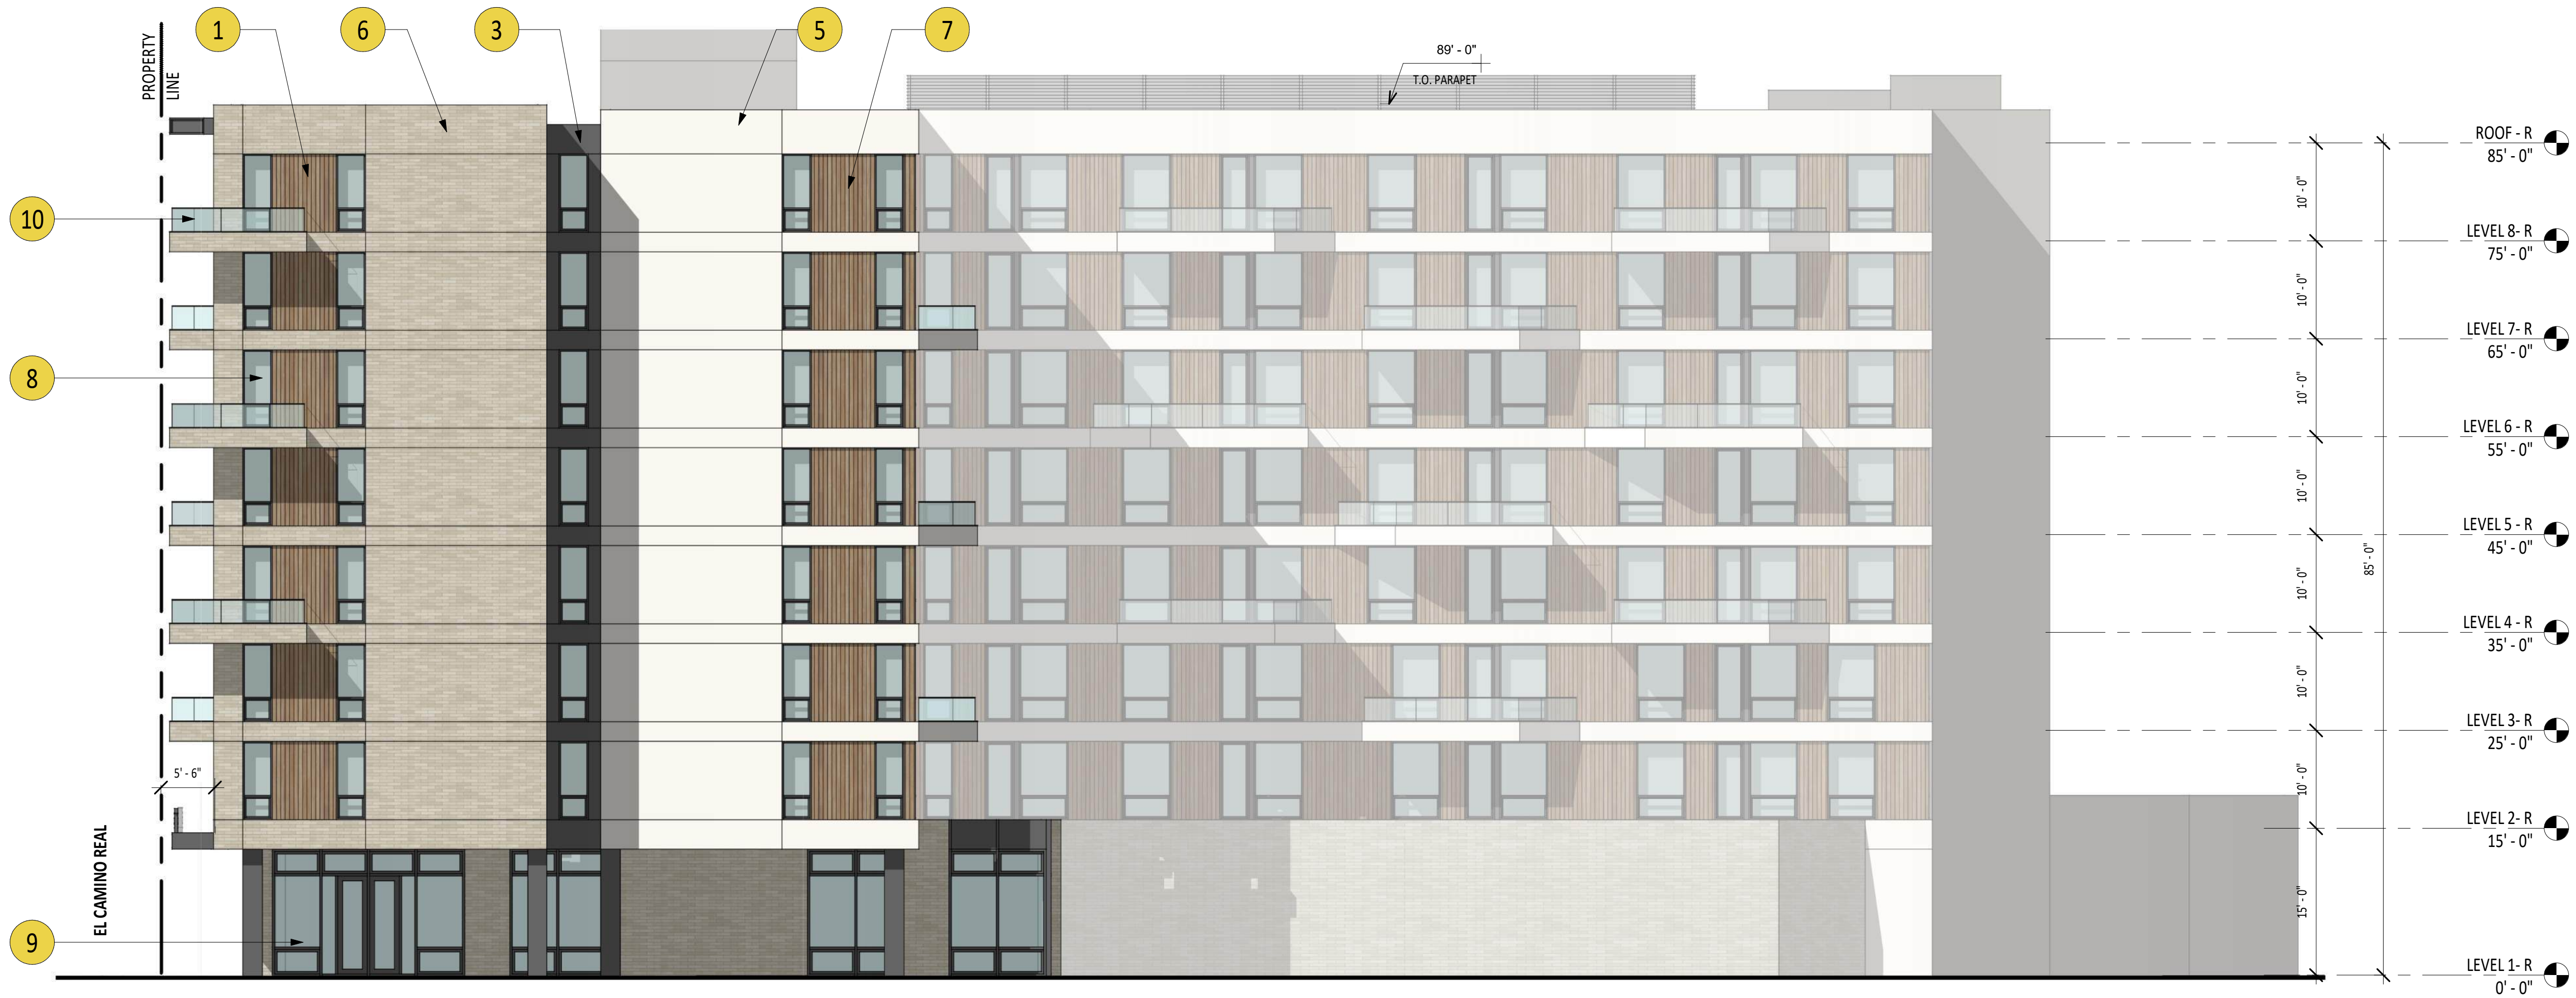 1
6
3
5
7
PROPERTY
LINE
89' - 0"
T.O. PARAPET
ROOF - R
85' - 0"
10' - 0"
10
LEVEL 8- R
75' - 0"
10' - 0"
LEVEL 7- R
65' - 0"
8
10' - 0"
LEVEL 6 - R
55' - 0"
10' - 0"
LEVEL 5 - R
45' - 0"
85' - 0"
10' - 0"
LEVEL 4 - R
35' - 0"
10' - 0"
LEVEL 3- R
25' - 0"
5' - 6"
10' - 0"
LEVEL 2- R
15' - 0"
EL CAMINO REAL
15' - 0"
9
LEVEL 1- R
0' - 0"